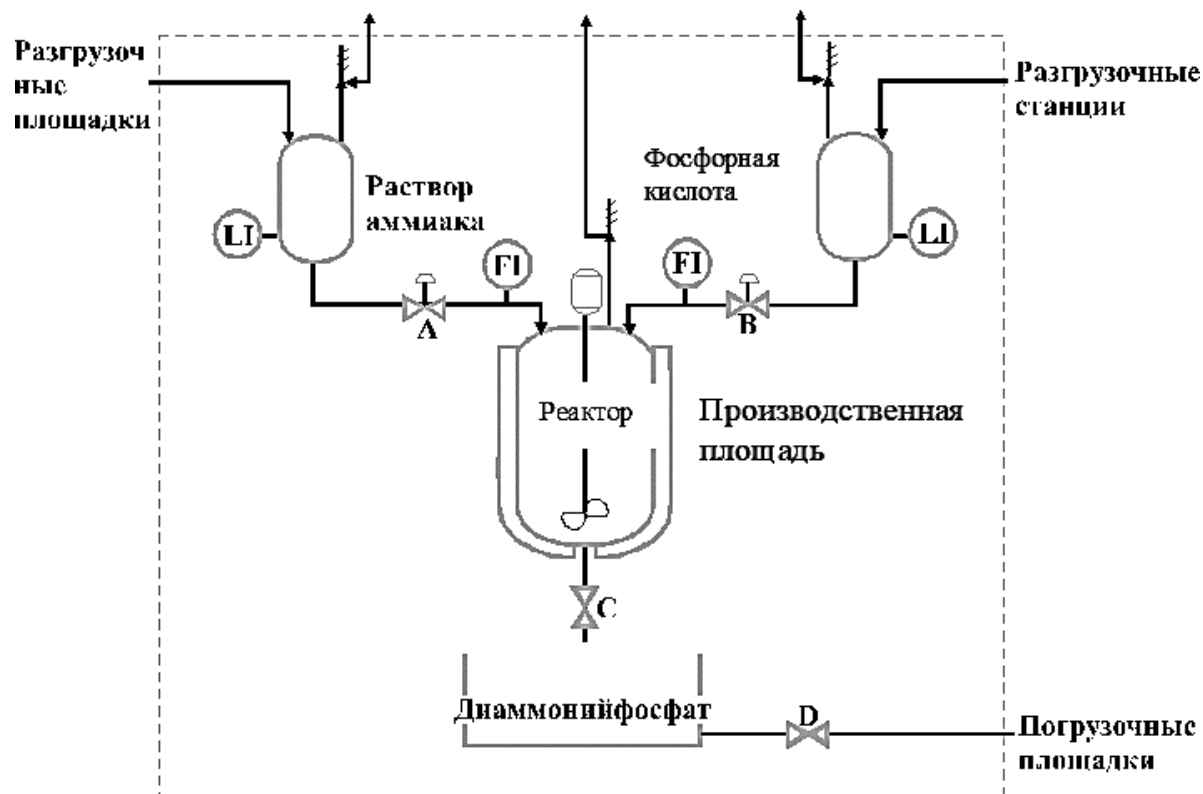 Разгрузоч
ные
площадки
Разгрузочные
станции
Фосфорная
кислота
Раствор
аммиака
LI
LI
FI
FI
A
B
Реактор
Производственная
площадь
C
Диаммонийфосфат
D
Погрузочные
площадки